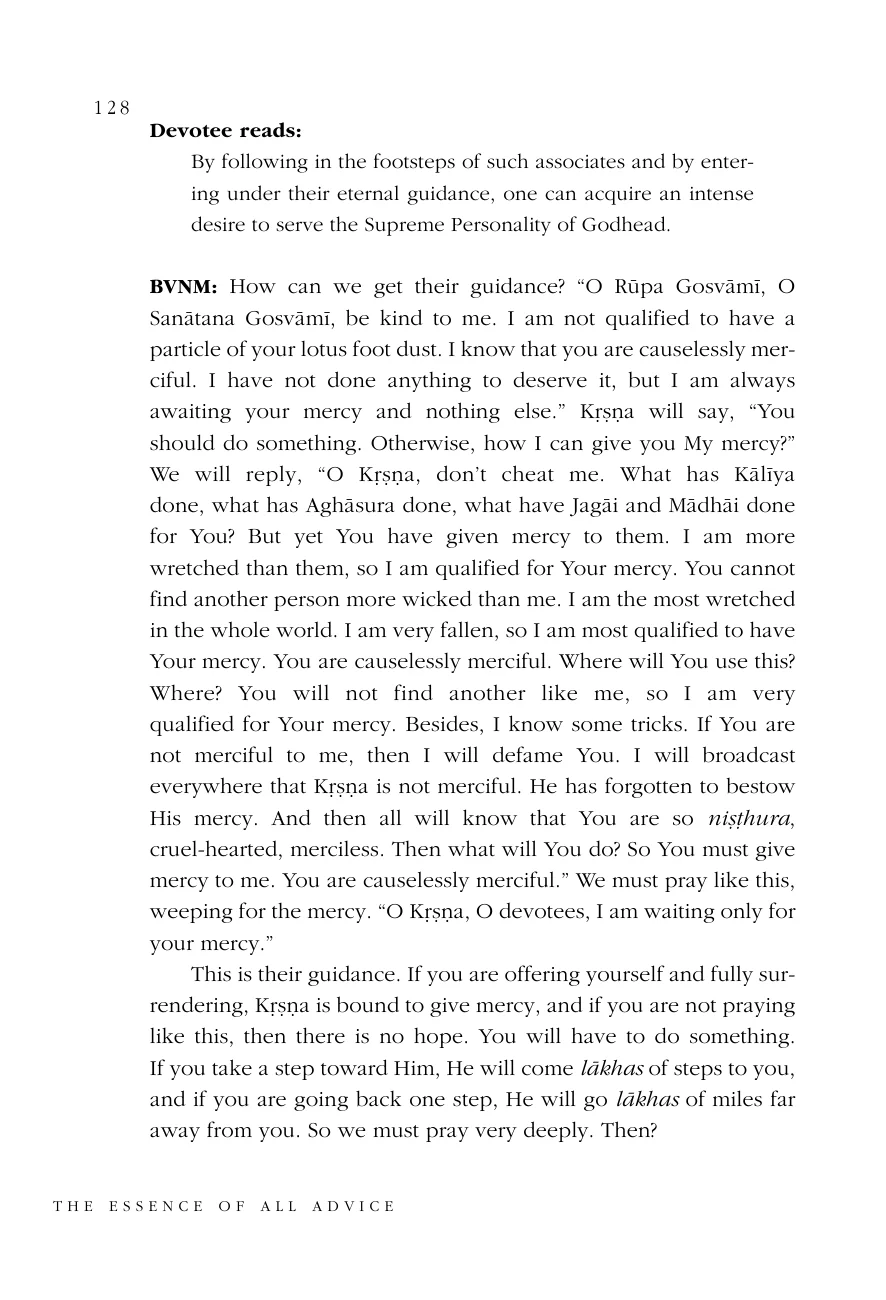 128
Devotee reads:
By following in the footsteps of such associates and by enter-
ing under their eternal guidance, one can acquire an intense
desire to serve the Supreme Personality of Godhead.
BVNM: How can we get their guidance? “O Rūpa Gosvāmī, O
Sanātana Gosvāmī, be kind to me. I am not qualified to have a
particle of your lotus foot dust. I know that you are causelessly mer-
ciful. I have not done anything to deserve it, but I am always
awaiting your mercy and nothing else.” Kṛṣṇa will say, “You
should do something. Otherwise, how I can give you My mercy?”
We will reply, “O Kṛṣṇa, don’t cheat me. What has Kālīya
done, what has Aghāsura done, what have Jagāi and Mādhāi done
for You? But yet You have given mercy to them. I am more
wretched than them, so I am qualified for Your mercy. You cannot
find another person more wicked than me. I am the most wretched
in the whole world. I am very fallen, so I am most qualified to have
Your mercy. You are causelessly merciful. Where will You use this?
Where? You will not find another like me, so I am very
qualified for Your mercy. Besides, I know some tricks. If You are
not merciful to me, then I will defame You. I will broadcast
everywhere that Kṛṣṇa is not merciful. He has forgotten to bestow
His mercy. And then all will know that You are so niṣṭhura,
cruel-hearted, merciless. Then what will You do? So You must give
mercy to me. You are causelessly merciful.” We must pray like this,
weeping for the mercy. “O Kṛṣṇa, O devotees, I am waiting only for
your mercy.”
This is their guidance. If you are offering yourself and fully sur-
rendering, Kṛṣṇa is bound to give mercy, and if you are not praying
like this, then there is no hope. You will have to do something.
If you take a step toward Him, He will come lākhas of steps to you,
and if you are going back one step, He will go lākhas of miles far
away from you. So we must pray very deeply. Then?
THE ESSENCE OF ALL ADVICE